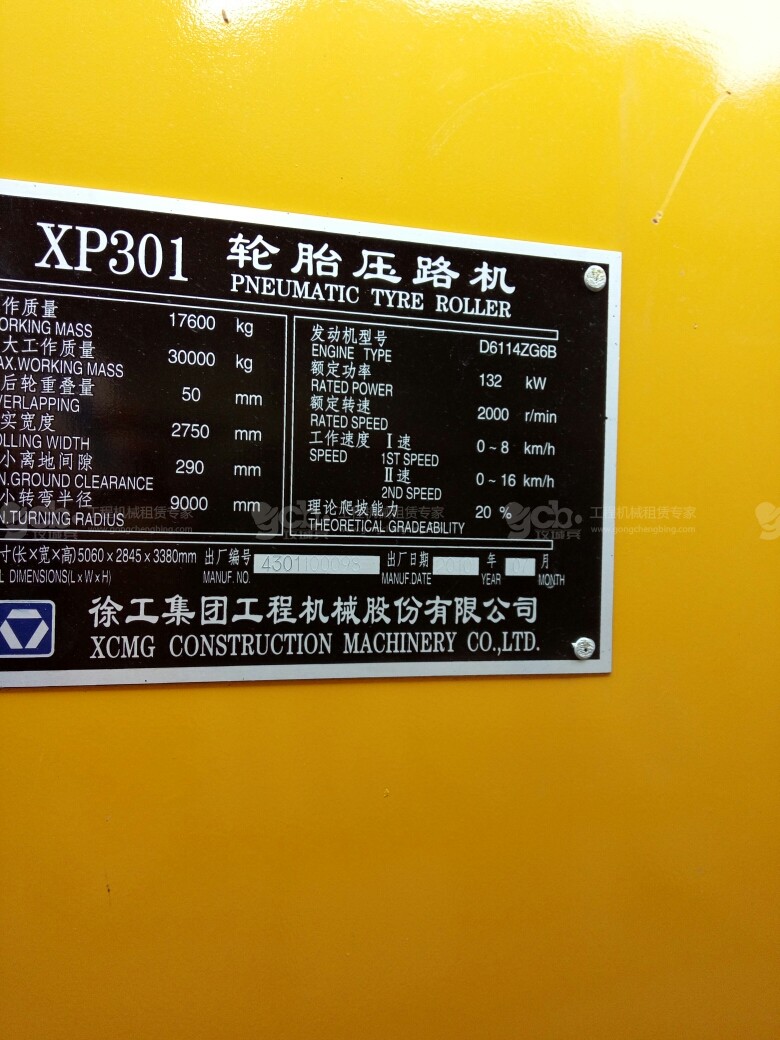 XP301 轮胎压路机
PNEUMATIC TYRE ROLLER
作质量
ORKING MASS 17600 kg
大工作质量
AX.WORKING MASS 30000 kg
后轮重叠量
VERLAPPING 50 mm
实宽度
OLLING WIDTH 2750 mm
小离地间隙
N.GROUND CLEARANCE 290 mm
小转弯半径
N.TURNING RADIUS 9000 mm
发动机型号
ENGINE TYPE D6114ZG6B
额定功率
RATED POWER 132 kW
额定转速
RATED SPEED 2000 r/min
工作速度 Ⅰ速
SPEED 1ST SPEED 0~8 km/h
Ⅱ速
2ND SPEED 0~16 km/h
理论爬坡能力
THEORETICAL GRADEABILITY 20 %
寸(长×宽×高) 5060×2845×3380mm 出厂编号 出厂日期 年 月
L DIMENSIONS(L×W×H) MANUF. NO. MANUF.DATE YEAR MONTH
徐工集团工程机械股份有限公司
XCMG CONSTRUCTION MACHINERY CO.,LTD.
工程机械租赁专家